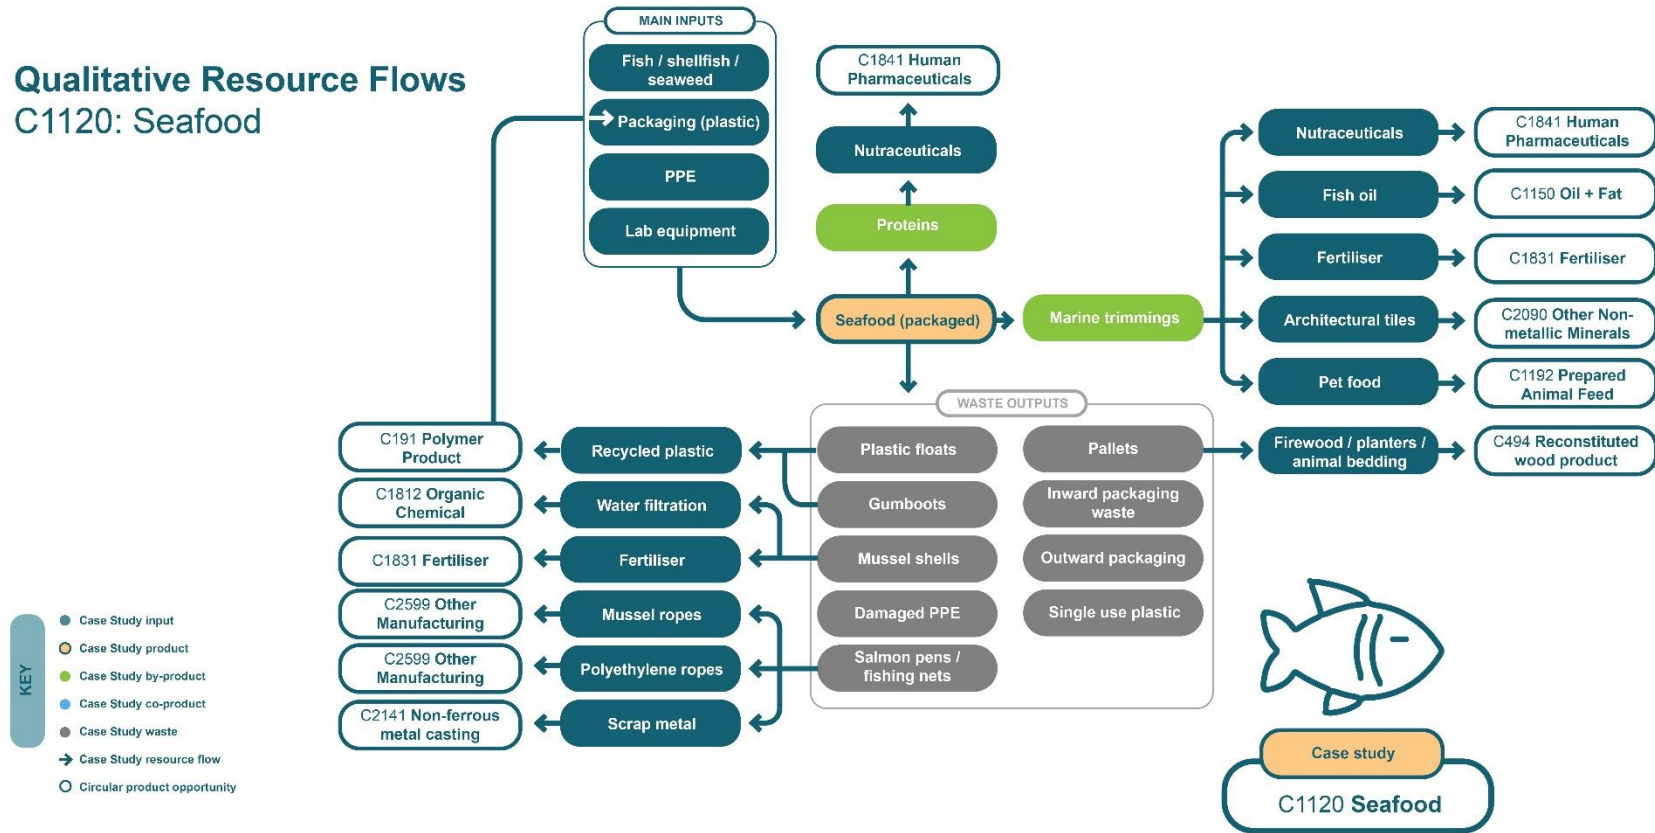 Qualitative Resource Flows
C1120: Seafood
MAIN INPUTS
Fish / shellfish /
seaweed
Packaging (plastic)
PPE
Lab equipment
C1841 Human
Pharmaceuticals
Nutraceuticals
Proteins
Seafood (packaged)
Marine trimmings
Nutraceuticals
C1841 Human
Pharmaceuticals
Fish oil
C1150 Oil + Fat
Fertiliser
C1831 Fertiliser
Architectural tiles
C2090 Other Non-
metallic Minerals
Pet food
C1192 Prepared
Animal Feed
WASTE OUTPUTS
Plastic floats
Pallets
Gumboots
Inward packaging
waste
Mussel shells
Outward packaging
Damaged PPE
Single use plastic
Salmon pens /
fishing nets
Firewood / planters /
animal bedding
C494 Reconstituted
wood product
C191 Polymer
Product
Recycled plastic
C1812 Organic
Chemical
Water filtration
C1831 Fertiliser
Fertiliser
C2599 Other
Manufacturing
Mussel ropes
C2599 Other
Manufacturing
Polyethylene ropes
C2141 Non-ferrous
metal casting
Scrap metal
KEY
Case Study input
Case Study product
Case Study by-product
Case Study co-product
Case Study waste
Case Study resource flow
Circular product opportunity
Case study
C1120 Seafood